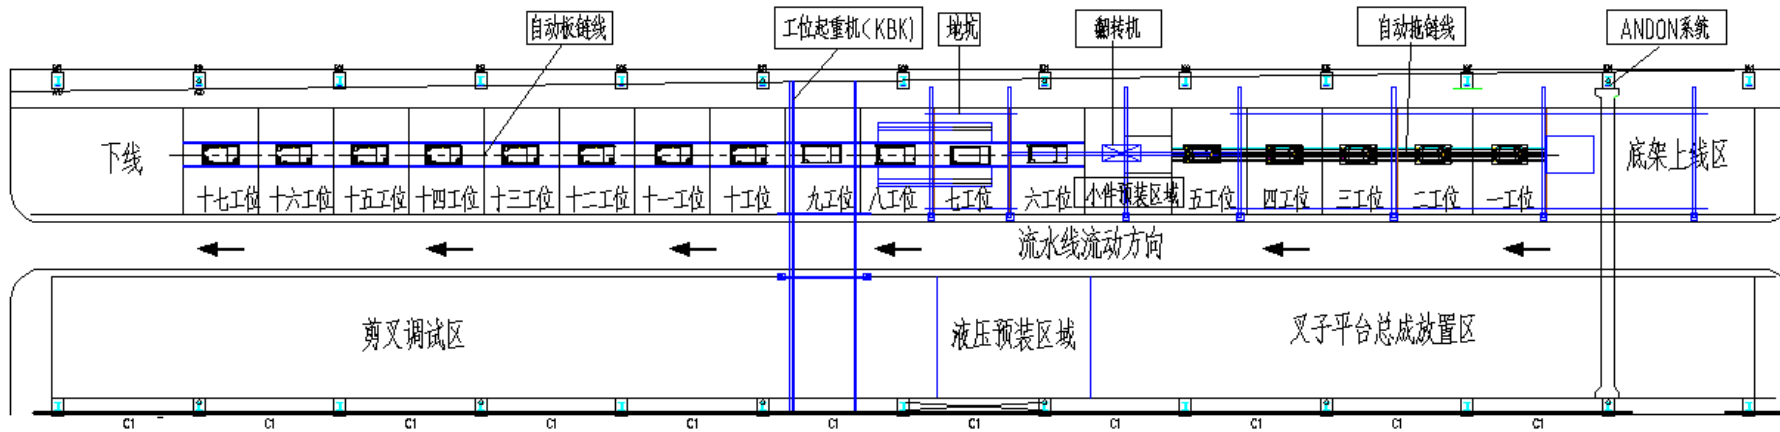 自动板链线
工位起重机(KBK)
地坑
翻转机
自动拖链线
ANDON系统
下线
底架上线区
十七工位
十六工位
十五工位
十四工位
十三工位
十二工位
十一工位
十工位
九工位
八工位
七工位
六工位
小件预装区域
五工位
四工位
三工位
二工位
一工位
流水线流动方向
剪叉调试区
液压预装区域
叉子平台总成放置区
C1
C1
C1
C1
C1
C1
C1
C1
C1
C1
C1